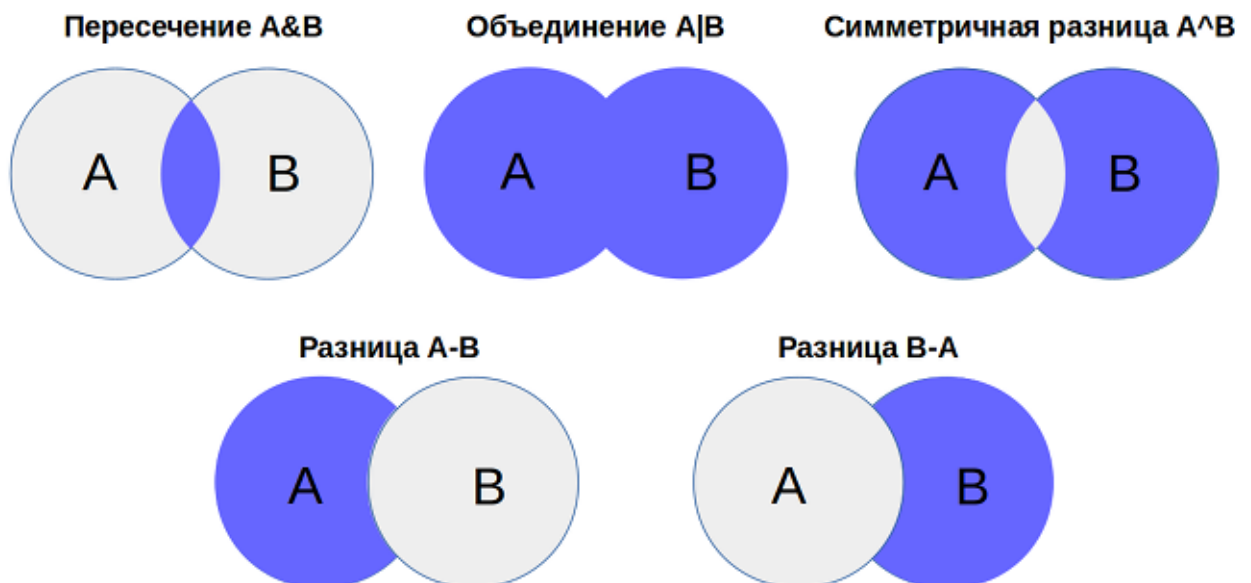 Пересечение A&B
Объединение A|B
Симметричная разница A^B
A
B
A
B
A
B
Разница A-B
Разница B-A
A
B
A
B